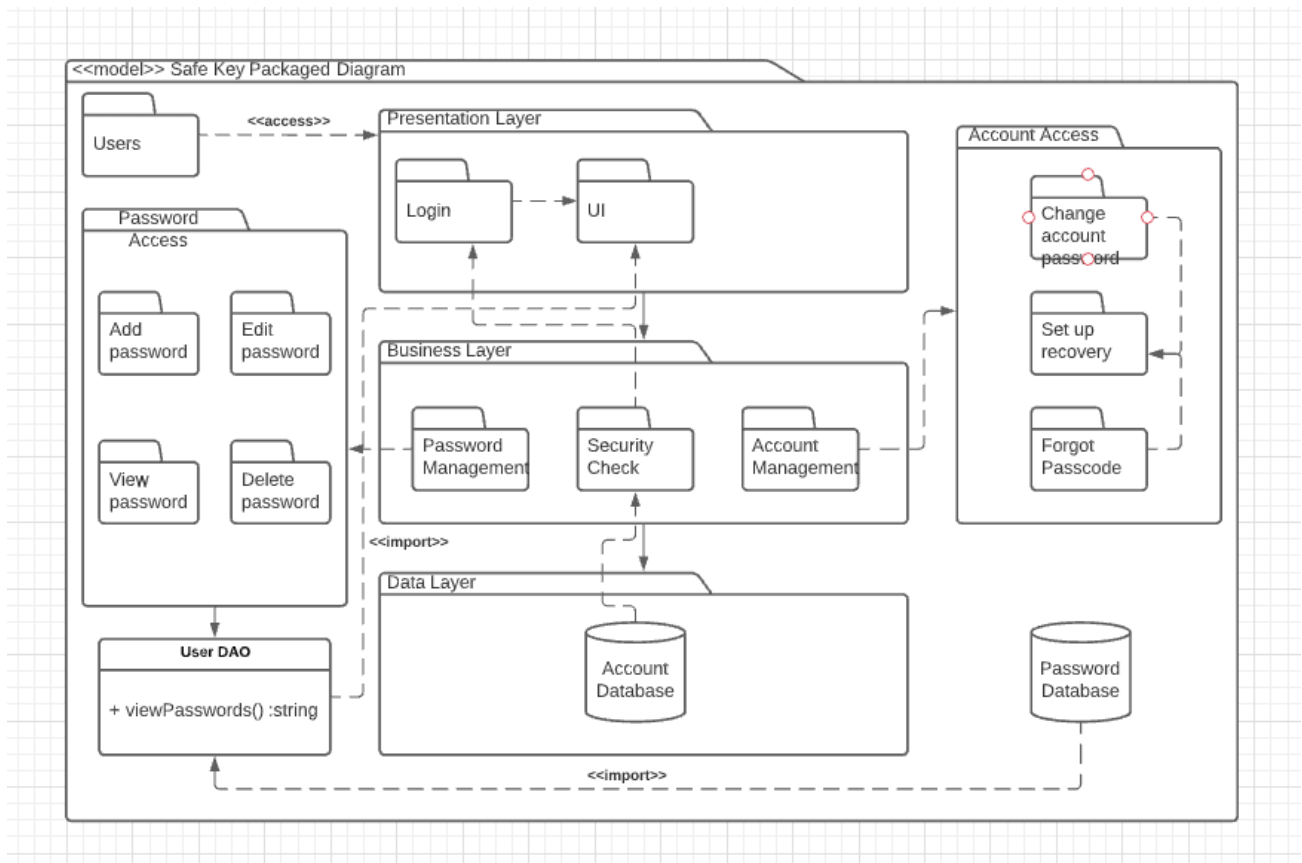 <<model>> Safe Key Packaged Diagram
Users
<<access>>
Presentation Layer
Login
UI
Account Access
Change
account
password
Set up
recovery
Forgot
Passcode
Password
Access
Add
password
Edit
password
View
password
Delete
password
Business Layer
Password
Management
Security
Check
Account
Management
<<import>>
Data Layer
Account
Database
Password
Database
User DAO
+ viewPasswords() :string
<<import>>